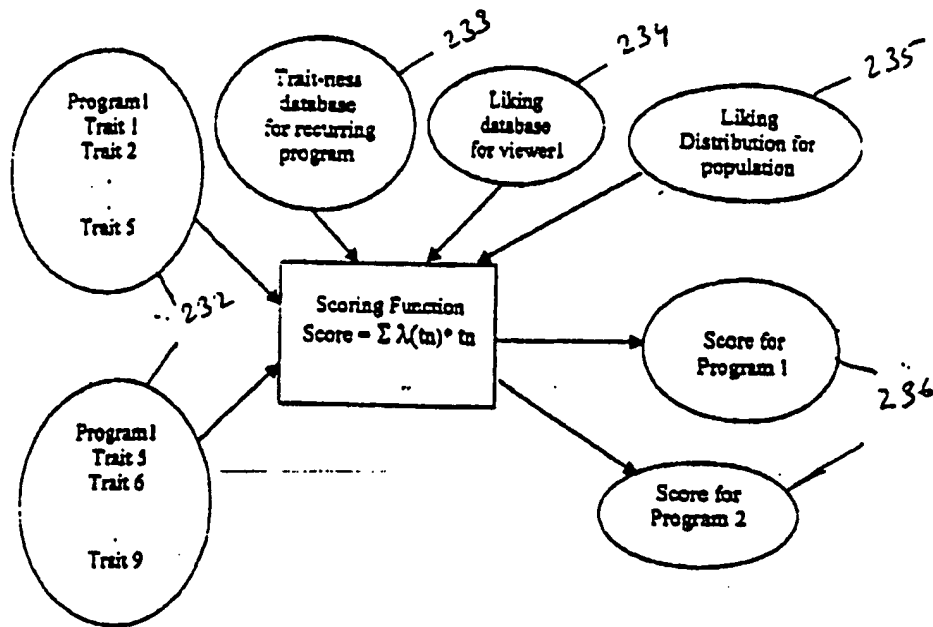 233
234
235
Trait-ness
database
for recurring
program
Liking
database
for viewer1
Liking
Distribution for
population
Program1
Trait 1
Trait 2
.
.
Trait 5
232
Scoring Function
Score = Σ λ(tn)* tn
Score for
Program 1
236
Program1
Trait 5
Trait 6
.
.
Trait 9
Score for
Program 2